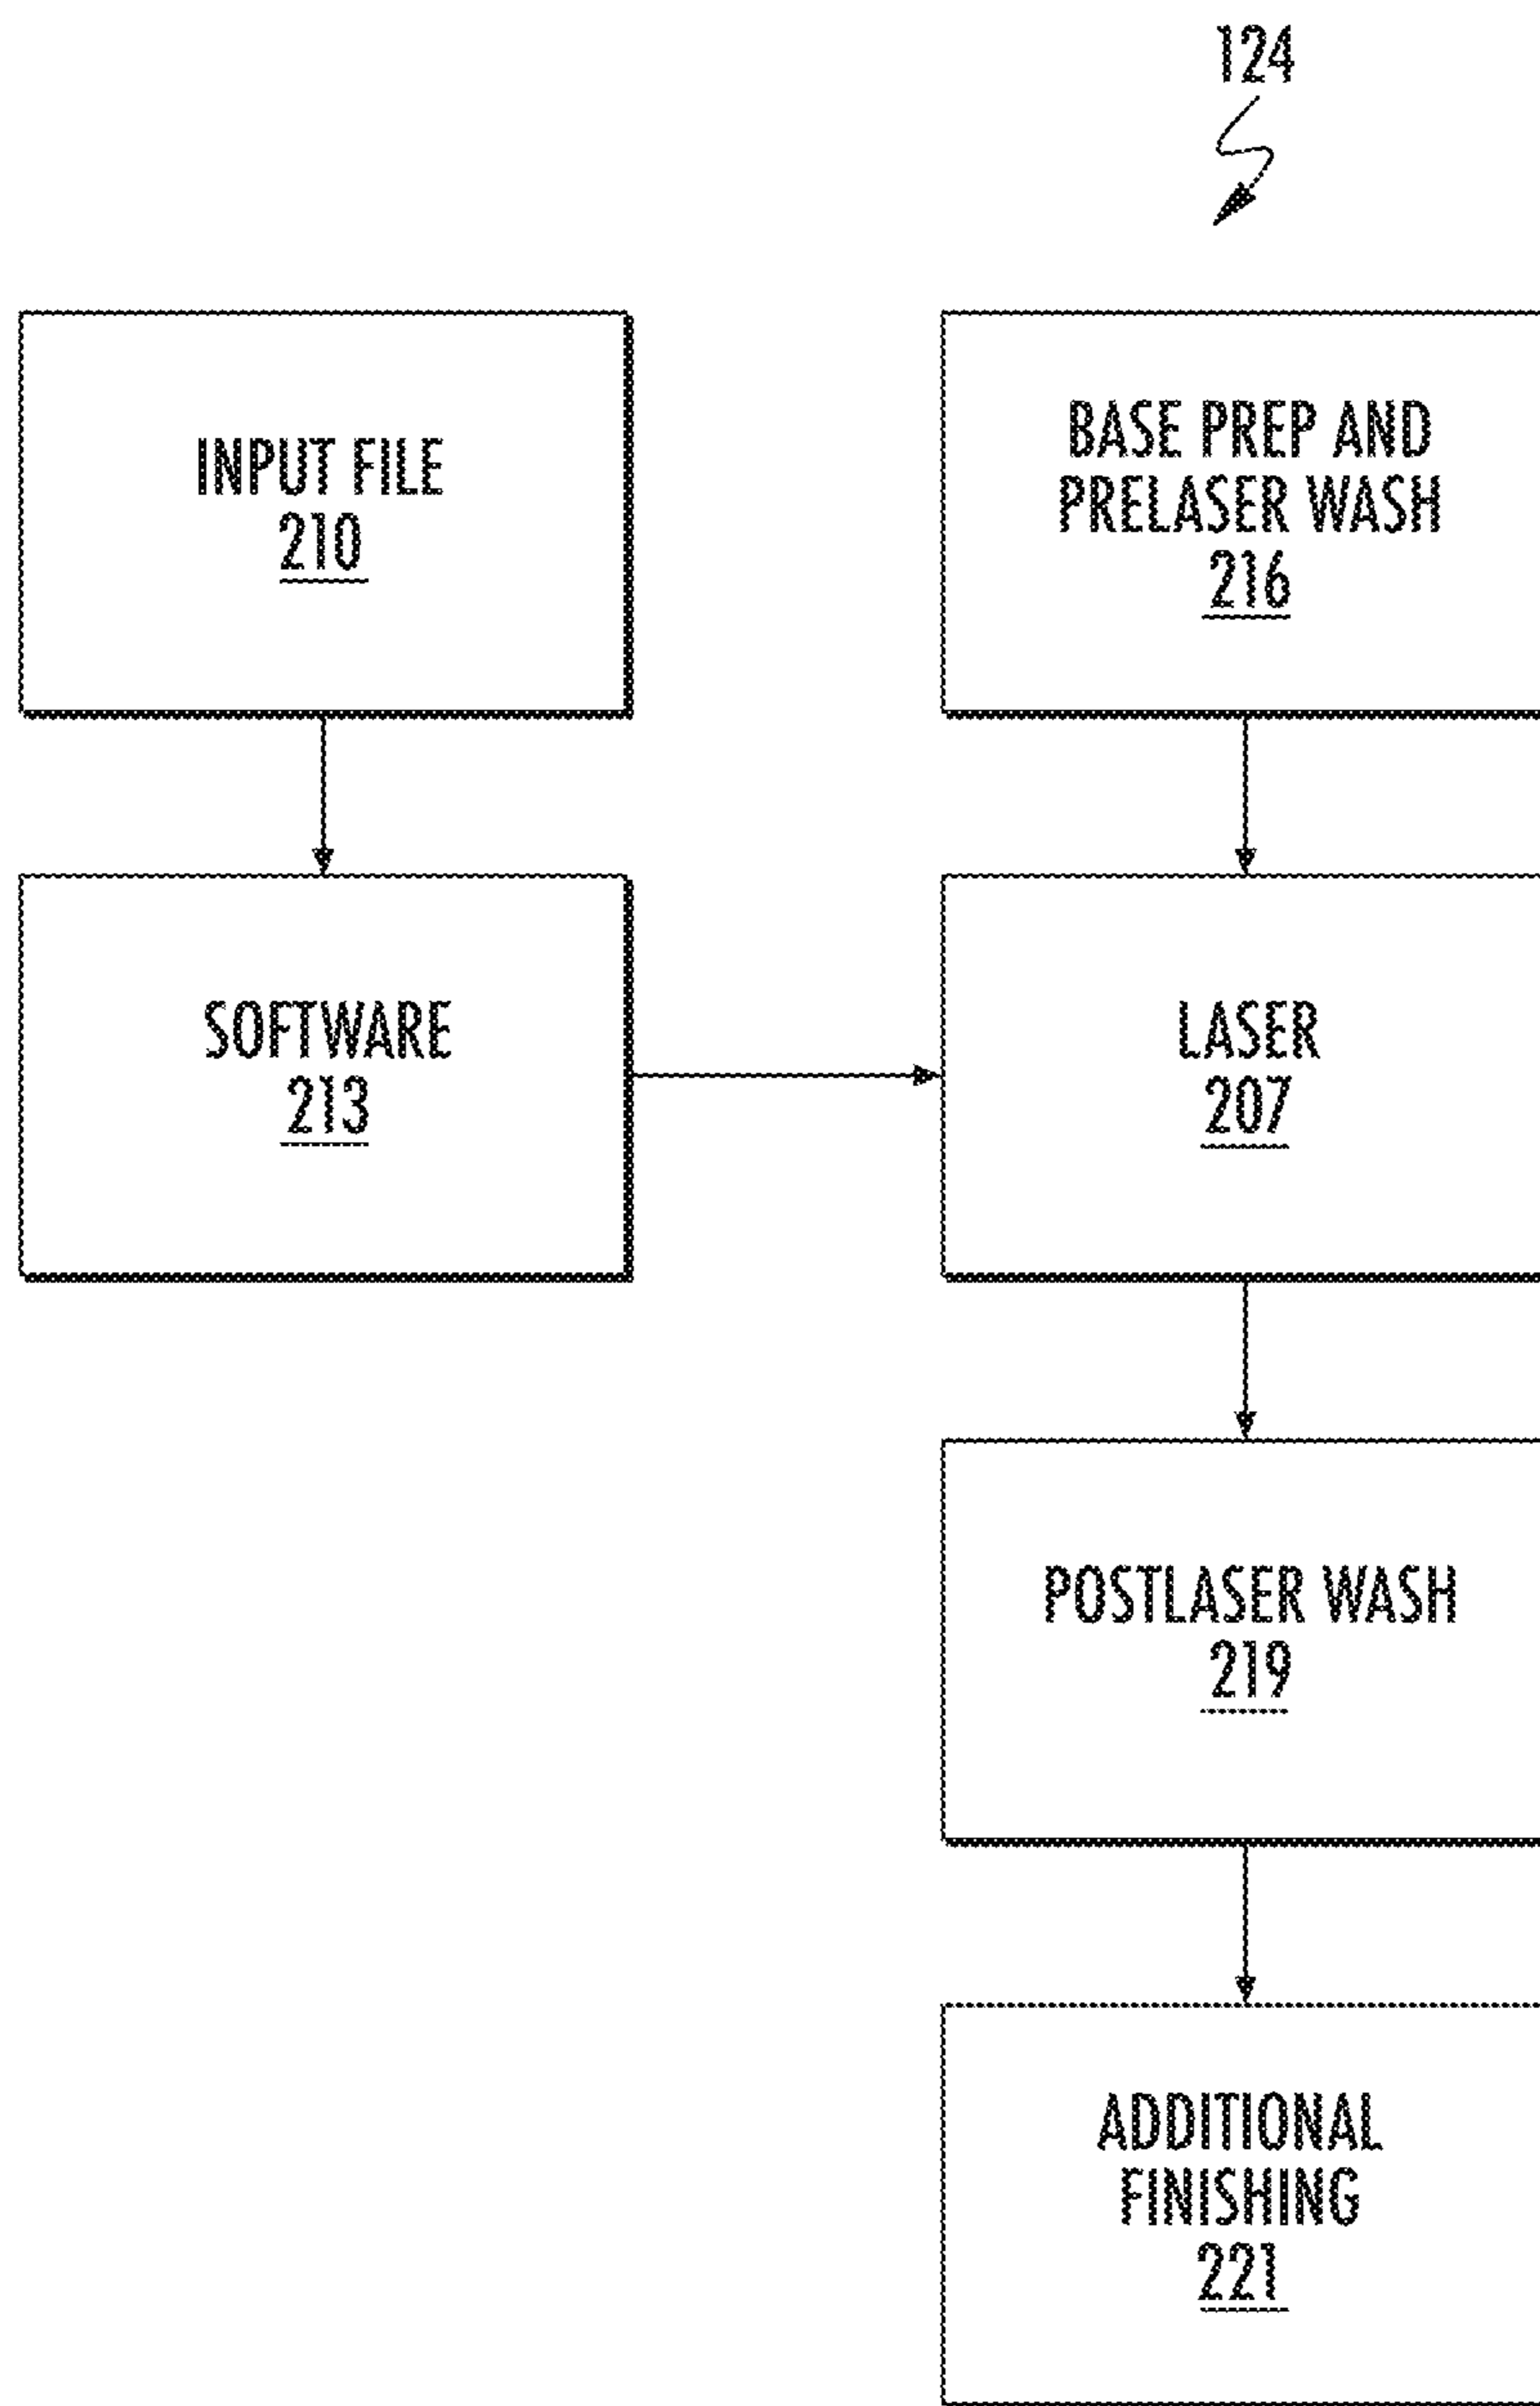 124
INPUT FILE
210
BASE PREP AND
PRELASER WASH
216
SOFTWARE
213
LASER
207
POSTLASER WASH
219
ADDITIONAL
FINISHING
221